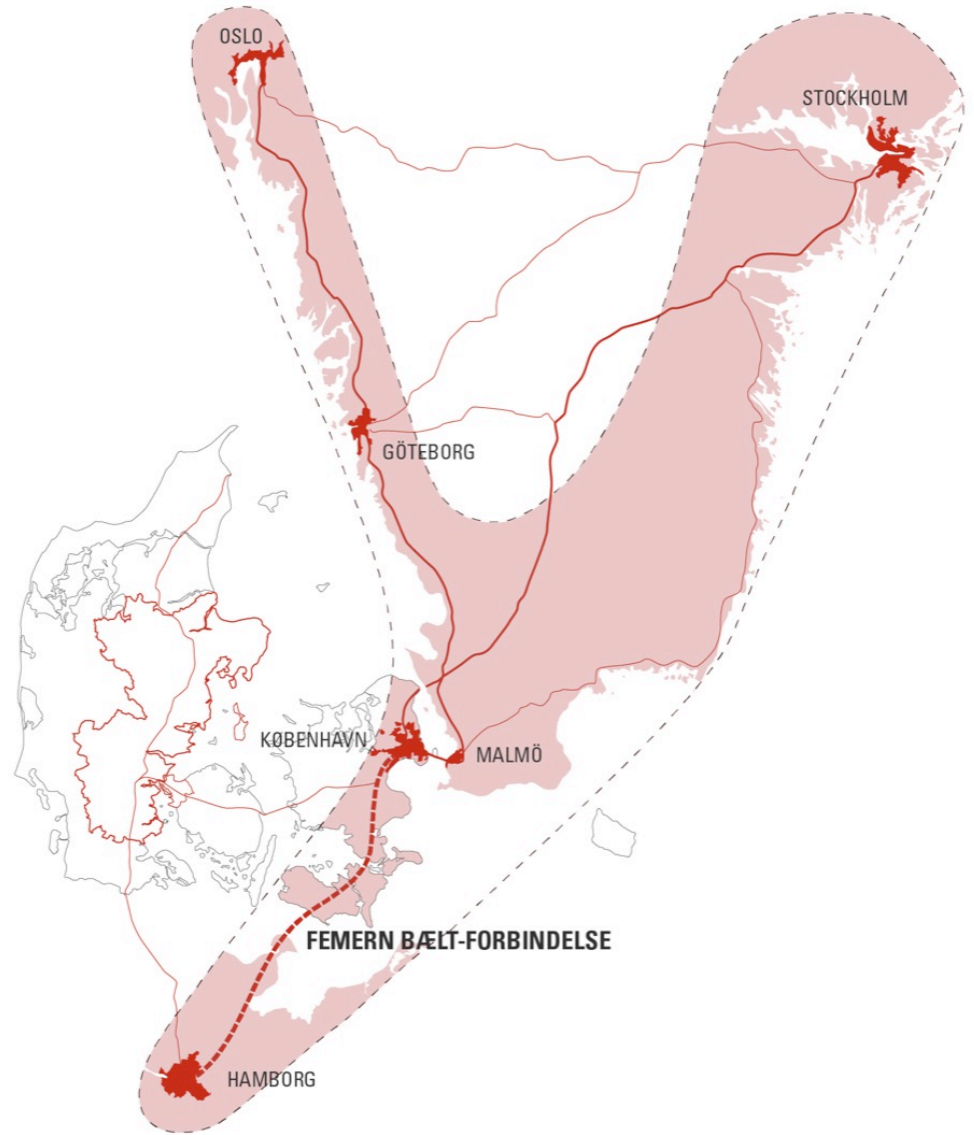 OSLO
STOCKHOLM
GÖTEBORG
KØBENHAVN
MALMÖ
FEMERN BÆLT-FORBINDELSE
HAMBORG